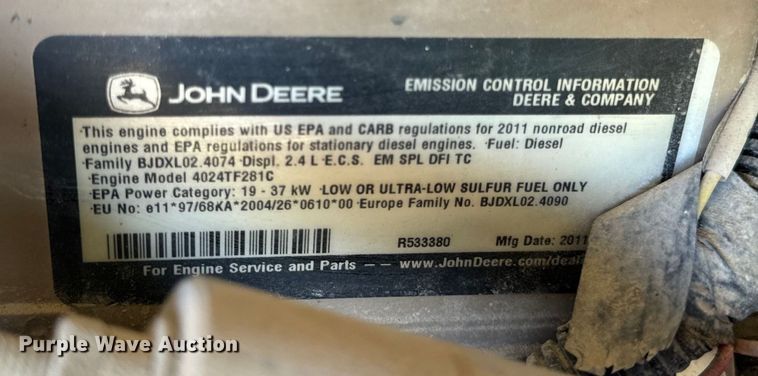 JOHN DEERE
EMISSION CONTROL INFORMATION
DEERE & COMPANY
This engine complies with US EPA and CARB regulations for 2011 nonroad diesel
engines and EPA regulations for stationary diesel engines. ·Fuel: Diesel
·Family BJDXL02.4074 ·Displ. 2.4 L ·E.C.S. EM SPL DFI TC
·Engine Model 4024TF281C
·EPA Power Category: 19 - 37 kW ·LOW OR ULTRA-LOW SULFUR FUEL ONLY
·EU No: e11*97/68KA*2004/26*0610*00 ·Europe Family No. BJDXL02.4090
R533380 Mfg Date: 2011
For Engine Service and Parts — — www.JohnDeere.com/deal
Purple Wave Auction